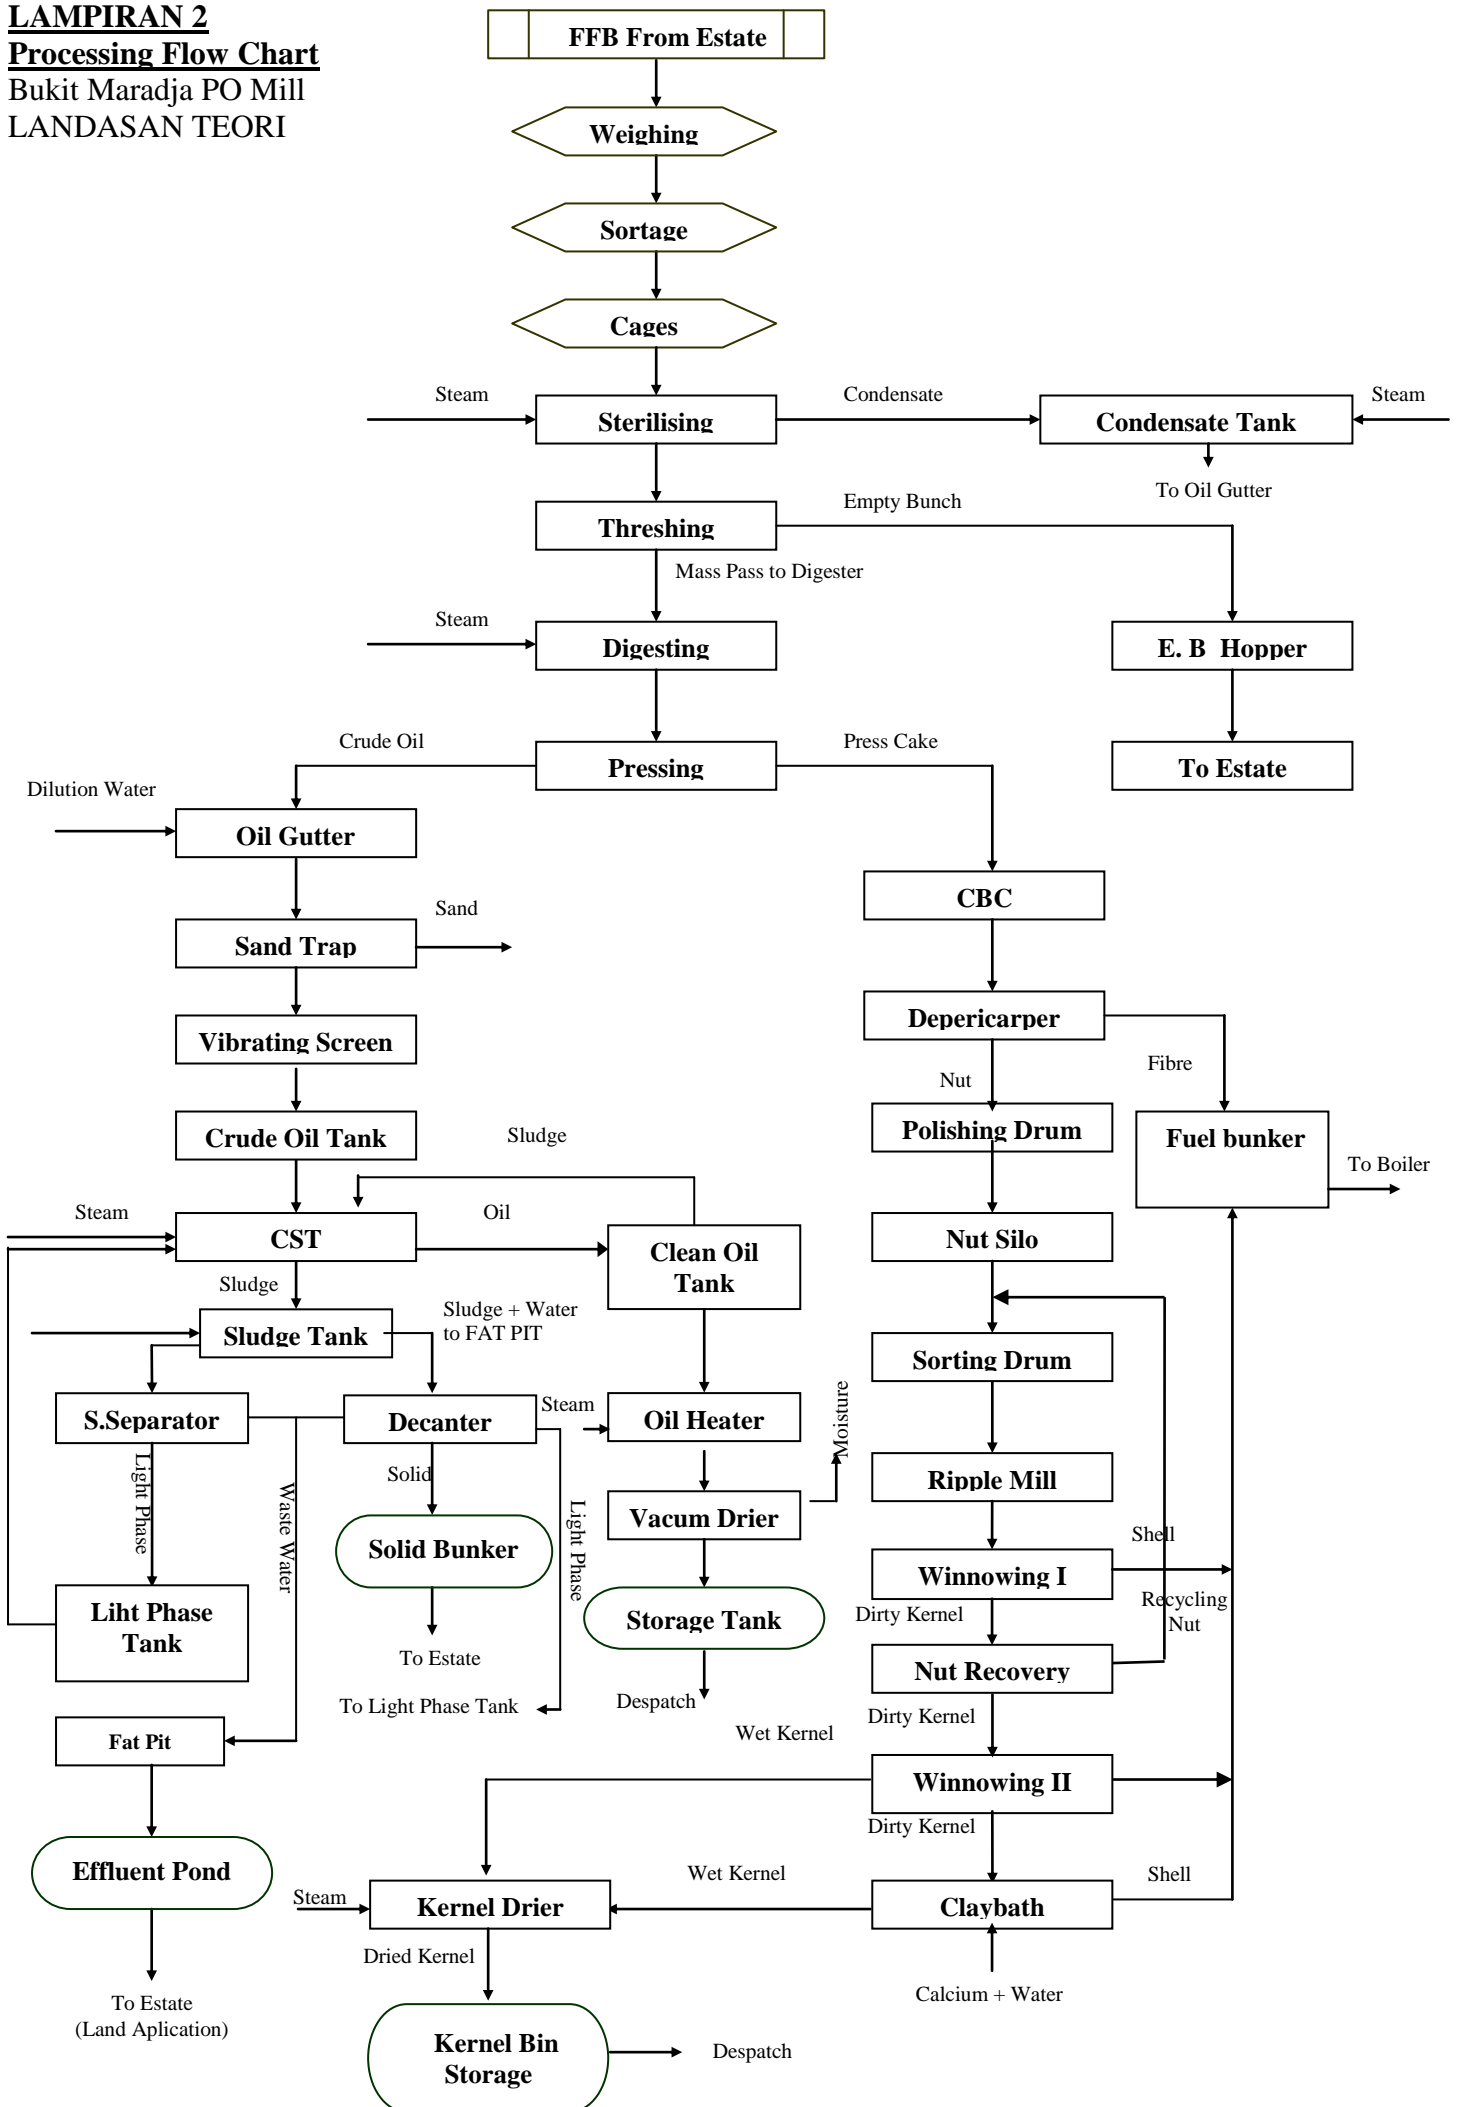 LAMPIRAN 2
Processing Flow Chart
Bukit Maradja PO Mill
LANDASAN TEORI
FFB From Estate
Weighing
Sortage
Cages
Steam
Sterilising
Condensate
Condensate Tank
Steam
To Oil Gutter
Threshing
Empty Bunch
Mass Pass to Digester
Steam
Digesting
E. B Hopper
Crude Oil
Pressing
Press Cake
To Estate
Dilution Water
Oil Gutter
CBC
Sand Trap
Sand
Depericarper
Vibrating Screen
Nut
Fibre
Crude Oil Tank
Sludge
Polishing Drum
Fuel bunker
To Boiler
Steam
CST
Oil
Clean Oil
Tank
Nut Silo
Sludge
Sludge Tank
Sludge + Water
to FAT PIT
Sorting Drum
S.Separator
Decanter
Steam
Oil Heater
Moisture
Light Phase
Waste Water
Solid
Light Phase
Ripple Mill
Vacum Drier
Solid Bunker
Shell
Winnowing I
Liht Phase
Tank
Storage Tank
Dirty Kernel
Recycling
Nut
To Estate
Nut Recovery
To Light Phase Tank
Despatch
Dirty Kernel
Fat Pit
Wet Kernel
Winnowing II
Dirty Kernel
Effluent Pond
Steam
Kernel Drier
Wet Kernel
Claybath
Shell
Dried Kernel
Calcium + Water
To Estate
(Land Aplication)
Kernel Bin
Storage
Despatch